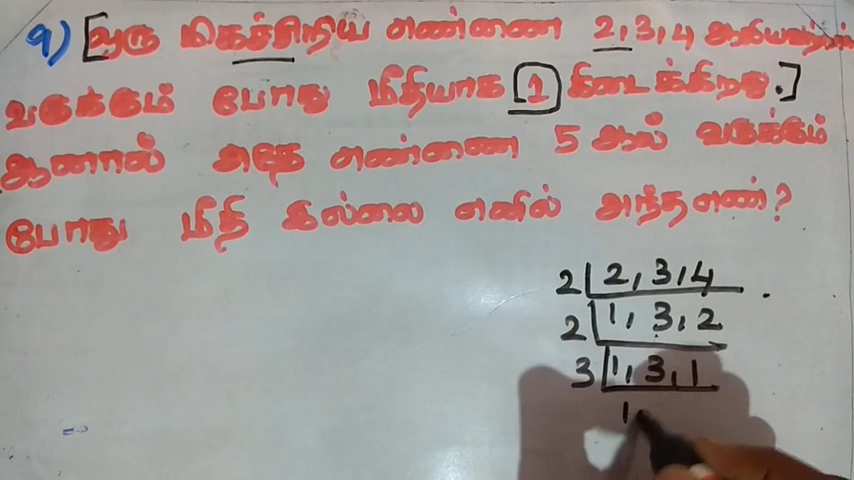 9) [ஒரு மிகச்சிறிய எண்ணை 2,3,4 ஆகியவற்றால்
வகுக்கும் போது மீதியாக 1 கிடைக்கிறது.]
ஆனால் அதே எண்ணை 5 ஆல் வகுக்கும்
போது மீதி இல்லை எனில் அந்த எண்?
2 | 2, 3, 4
2 | 1, 3, 2
3 | 1, 3, 1
1,